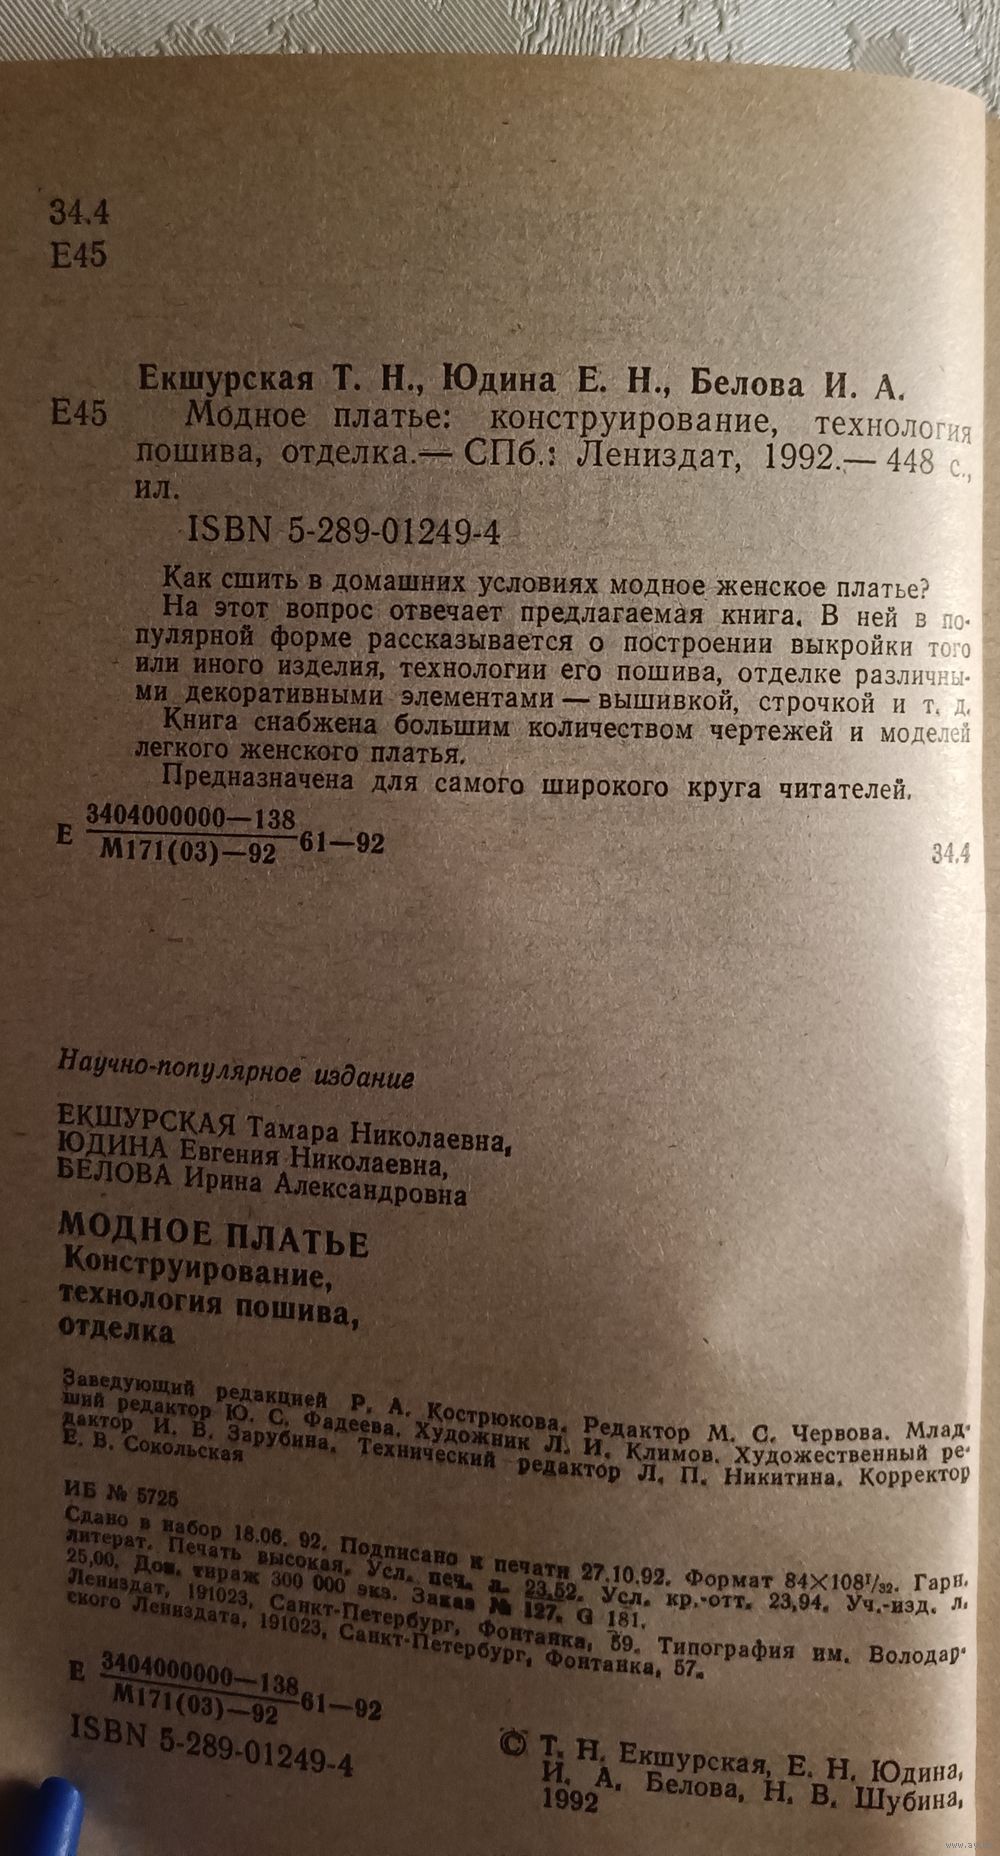 34.4
Е45
Екшурская Т. Н., Юдина Е. Н., Белова И. А.
Е45 Модное платье: конструирование, технология
пошива, отделка.— СПб.: Лениздат, 1992.— 448 с.,
ил.
ISBN 5-289-01249-4
Как сшить в домашних условиях модное женское платье?
На этот вопрос отвечает предлагаемая книга. В ней в по-
пулярной форме рассказывается о построении выкройки того
или иного изделия, технологии его пошива, отделке различны-
ми декоративными элементами — вышивкой, строчкой и т. д.
Книга снабжена большим количеством чертежей и моделей
легкого женского платья.
Предназначена для самого широкого круга читателей.
Е 3404000000—138
М171(03)—92 61—92
34.4
Научно-популярное издание
ЕКШУРСКАЯ Тамара Николаевна,
ЮДИНА Евгения Николаевна,
БЕЛОВА Ирина Александровна
МОДНОЕ ПЛАТЬЕ
Конструирование,
технология пошива,
отделка
Заведующий редакцией Р. А. Кострюкова. Редактор М. С. Червова. Млад-
ший редактор Ю. С. Фадеева. Художник Л. И. Климов. Художественный ре-
дактор И. В. Зарубина. Технический редактор Л. П. Никитина. Корректор
Е. В. Сокольская
ИБ № 5725
Сдано в набор 18.06. 92. Подписано к печати 27.10.92. Формат 84×108¹/₃₂. Гарн.
литерат. Печать высокая. Усл. печ. л. 23,52. Усл. кр.-отт. 23,94. Уч.-изд. л.
25,00. Доп. тираж 300 000 экз. Заказ № 127. G 181.
Лениздат, 191023, Санкт-Петербург, Фонтанка, 59. Типография им. Володар-
ского Лениздата, 191023, Санкт-Петербург, Фонтанка, 57.
Е 3404000000—138
М171(03)—92 61—92
ISBN 5-289-01249-4
© Т. Н. Екшурская, Е. Н. Юдина,
И. А. Белова, Н. В. Шубина,
1992